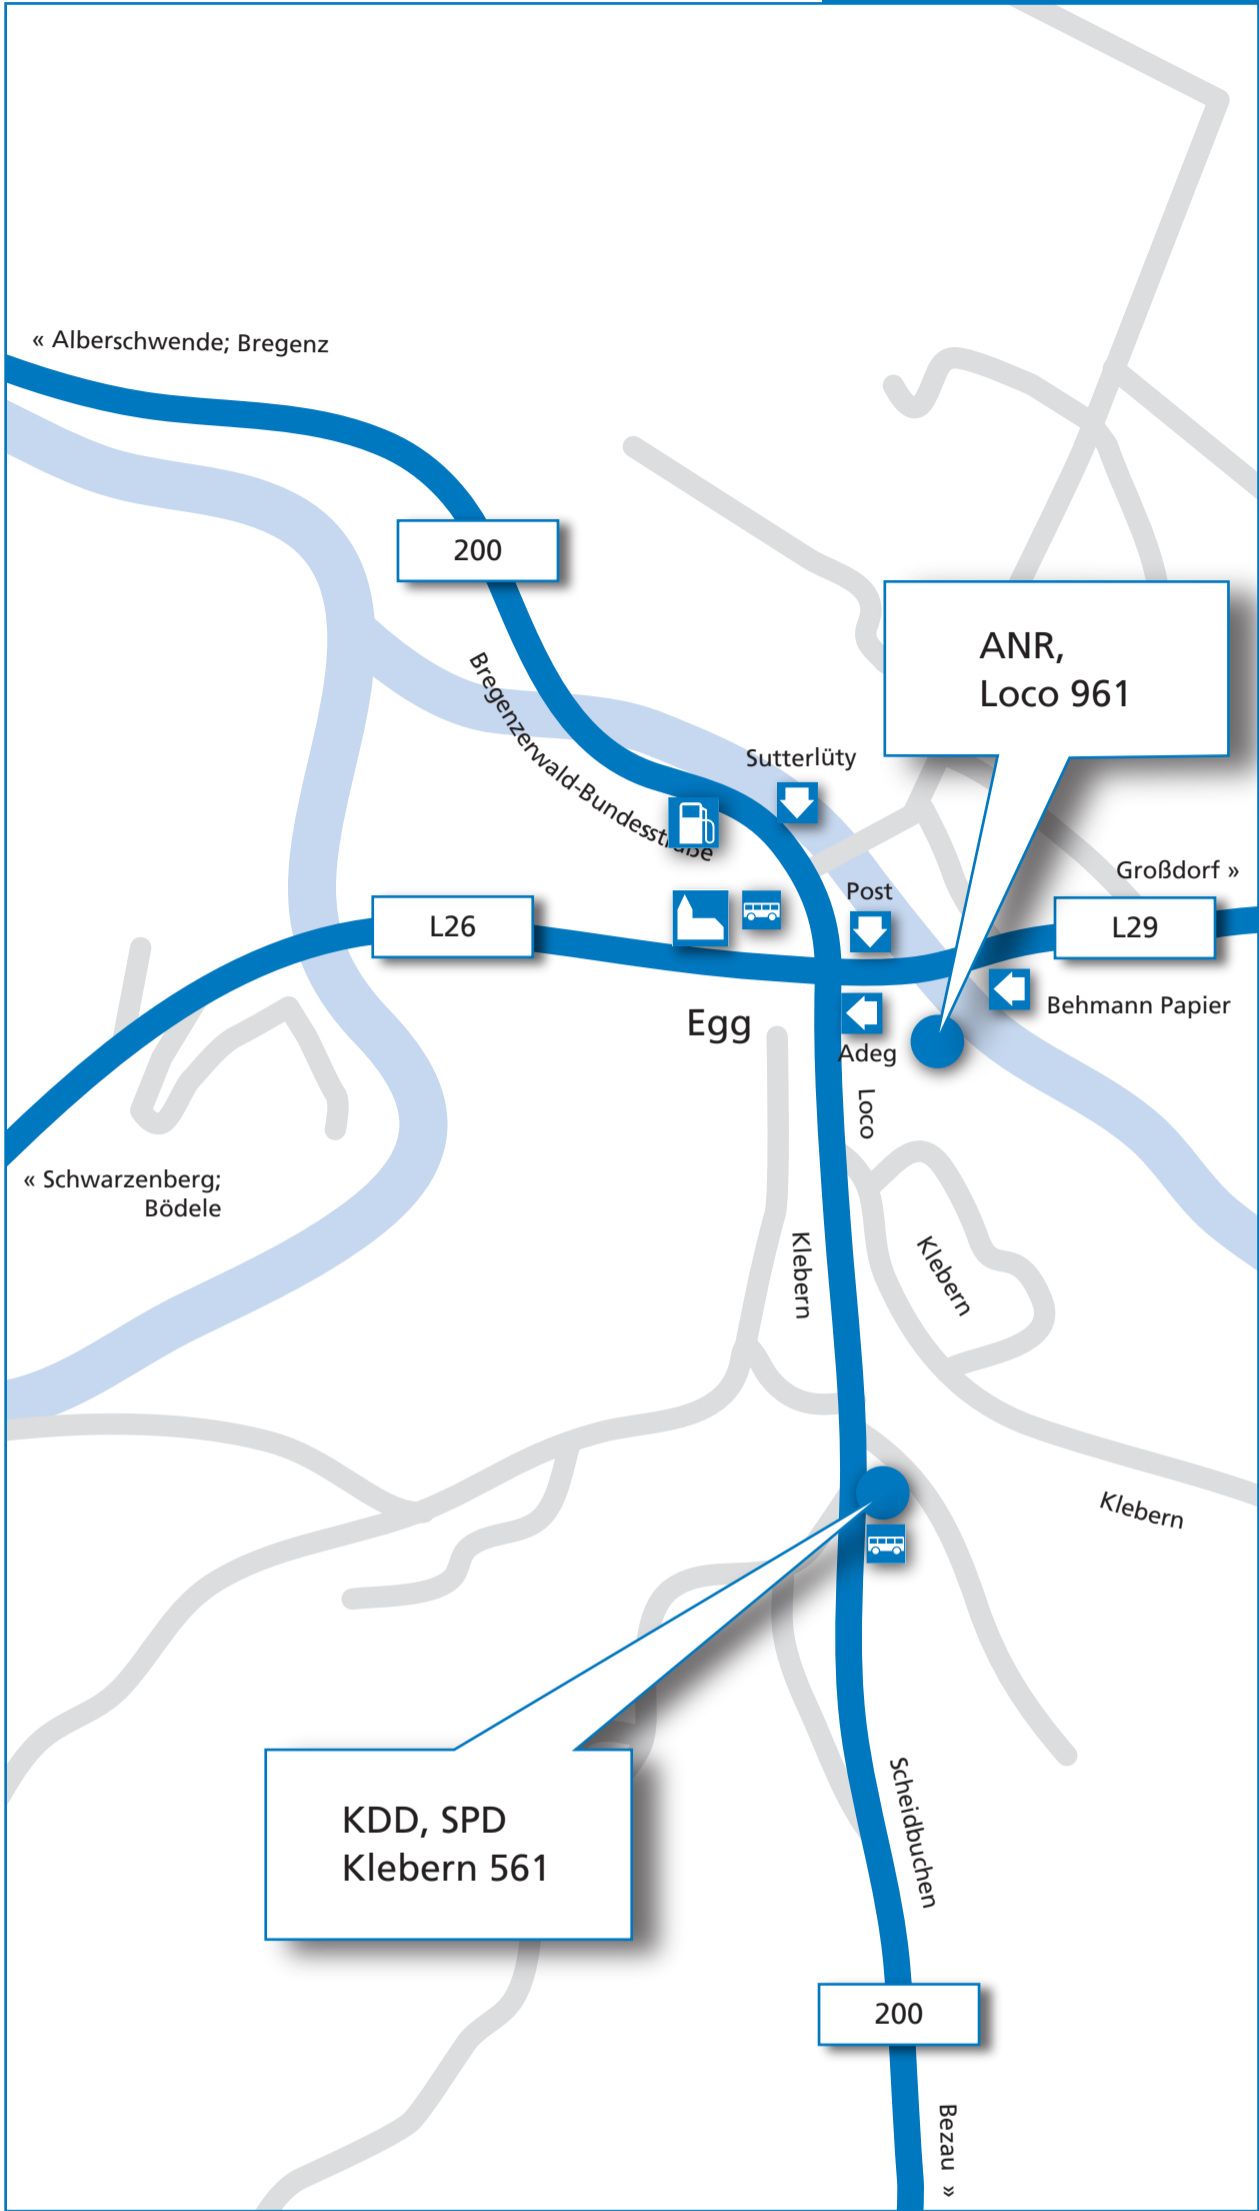 « Alberschwende; Bregenz
200
Bregenzerwald-Bundesstraße
ANR,
Loco 961
Sutterlüty
Großdorf »
Post
L26
L29
Behmann Papier
Egg
Adeg
Loco
« Schwarzenberg;
Bödele
Klebern
Klebern
Klebern
KDD, SPD
Klebern 561
Scheidbuchen
200
Bezau »